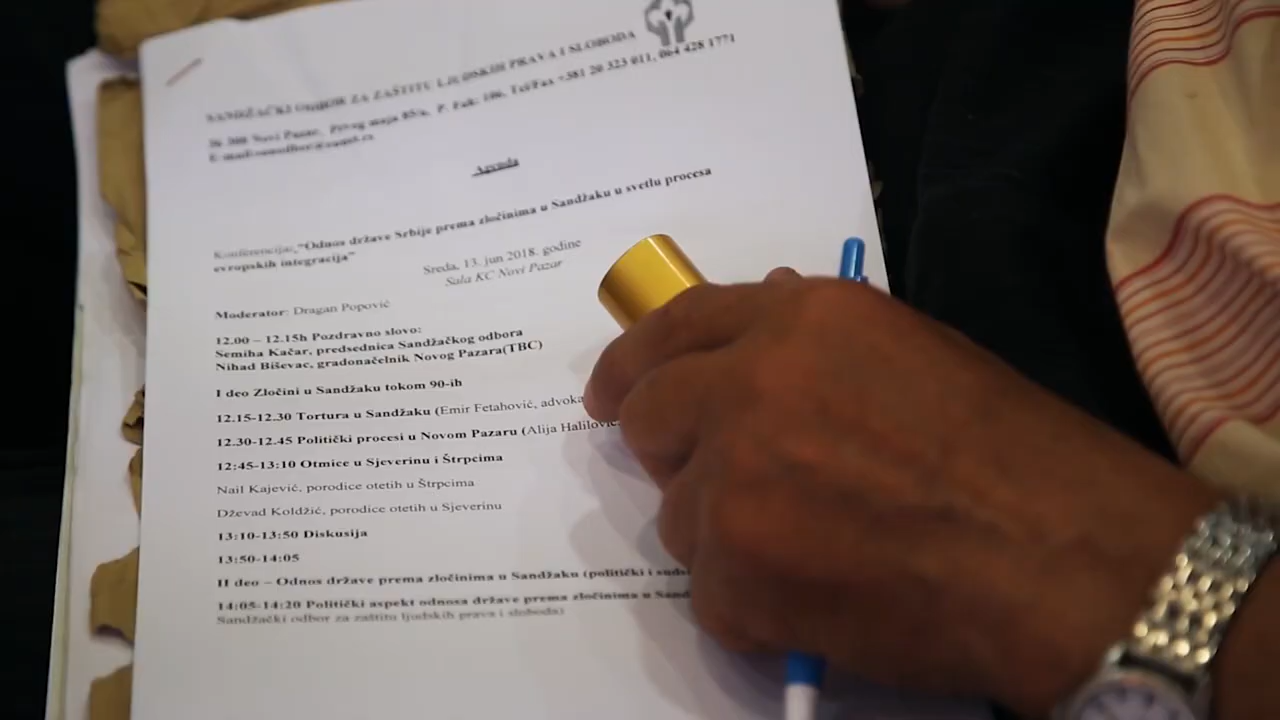 SANDŽAČKI ODBOR ZA ZAŠTITU LJUDSKIH PRAVA I SLOBODA
Novi Pazar, Prvog maja P. fah: 106, Tel/Fax +381 20 323 011, 064 428 1771
Agenda
Konferencija: "Odnos države Srbije prema zločinima u Sandžaku u svetlu procesa
evropskih integracija"
Sreda, 13. jun 2018. godine
Sala KC Novi Pazar
Moderator: Dragan Popović
12.00 – 12.15h Pozdravno slovo:
Semiha Kačar, predsednica Sandžačkog odbora
Nihad Biševac, gradonačelnik Novog Pazara(TBC)
I deo Zločini u Sandžaku tokom 90-ih
12.15-12.30 Tortura u Sandžaku (Emir Fetahović, advoka
12.30-12.45 Politički procesi u Novom Pazaru (Alija Halilović
12:45-13:10 Otmice u Sjeverinu i Štrpcima
Nail Kajević, porodice otetih u Štrpcima
Dževad Koldžić, porodice otetih u Sjeverinu
13:10-13:50 Diskusija
13:50-14:05
II deo – Odnos države prema zločinima u Sandžaku (politički i suds
14:05-14:20 Politički aspekt odnosa države prema zločinima u Sand
Sandžački odbor za zaštitu ljudskih prava i sloboda)